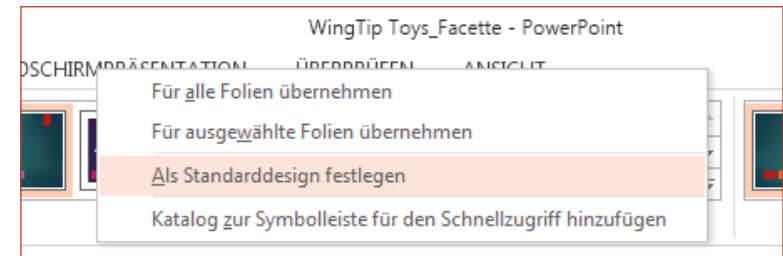 WingTip Toys_Facette - PowerPoint
Für alle Folien übernehmen
Für ausgewählte Folien übernehmen
Als Standarddesign festlegen
Katalog zur Symbolleiste für den Schnellzugriff hinzufügen